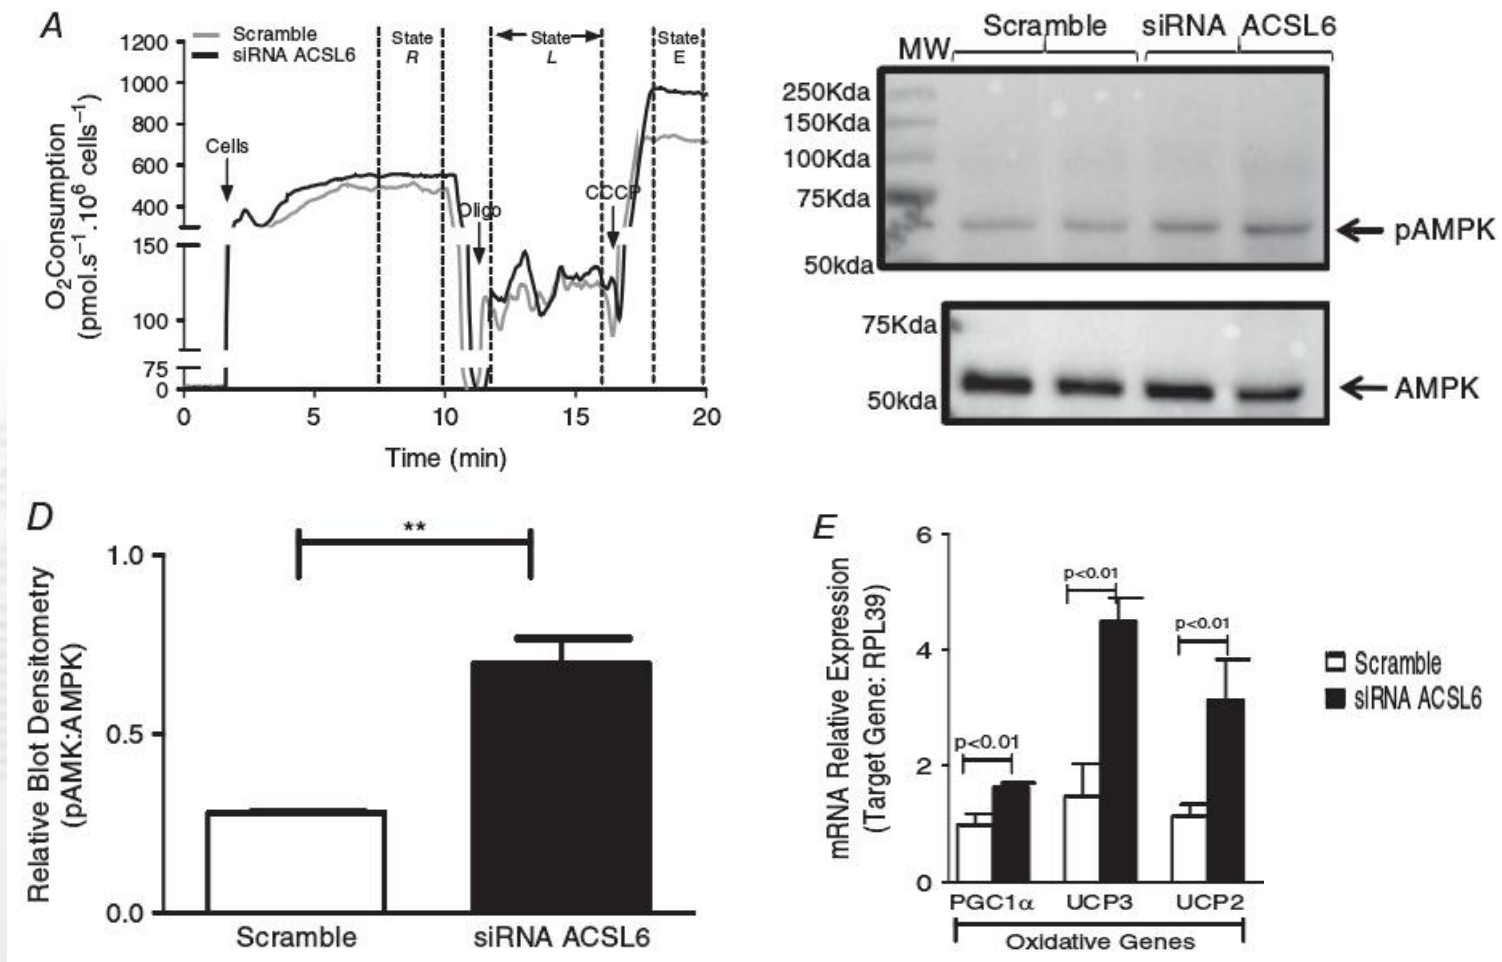 A
Scramble
siRNA ACSL6
State R
State L
State E
O2Consumption
(pmol.s−1.10^6 cells−1)
1200
1000
800
600
400
150
100
75
0
Cells
Oligo
CCCP
0 5 10 15 20
Time (min)
Scramble siRNA ACSL6
MW
250Kda
150Kda
100Kda
75Kda
50kda
pAMPK
75Kda
50kda
AMPK
D
**
Relative Blot Densitometry
(pAMK:AMPK)
1.0
0.5
0.0
Scramble siRNA ACSL6
E
mRNA Relative Expression
(Target Gene: RPL39)
6
4
2
0
p<0.01
p<0.01
p<0.01
PGC1α UCP3 UCP2
Oxidative Genes
Scramble
siRNA ACSL6